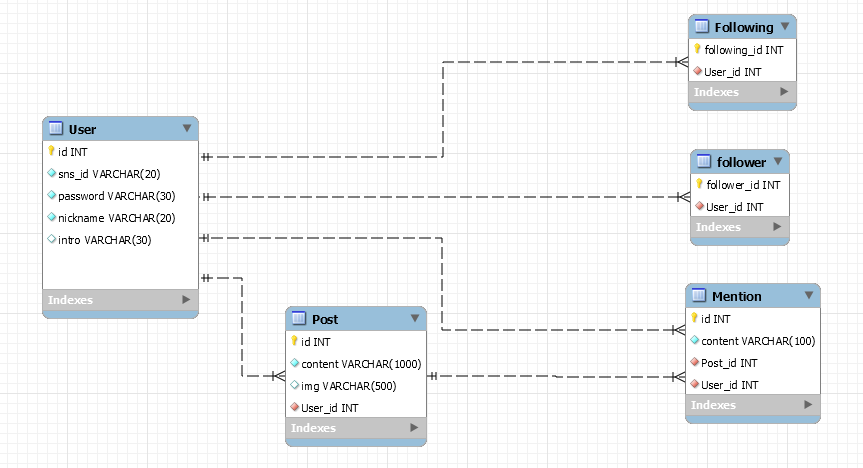 User
id INT
sns_id VARCHAR(20)
password VARCHAR(30)
nickname VARCHAR(20)
intro VARCHAR(30)
Indexes
Post
id INT
content VARCHAR(1000)
img VARCHAR(500)
User_id INT
Indexes
Following
following_id INT
User_id INT
Indexes
follower
follower_id INT
User_id INT
Indexes
Mention
id INT
content VARCHAR(100)
Post_id INT
User_id INT
Indexes